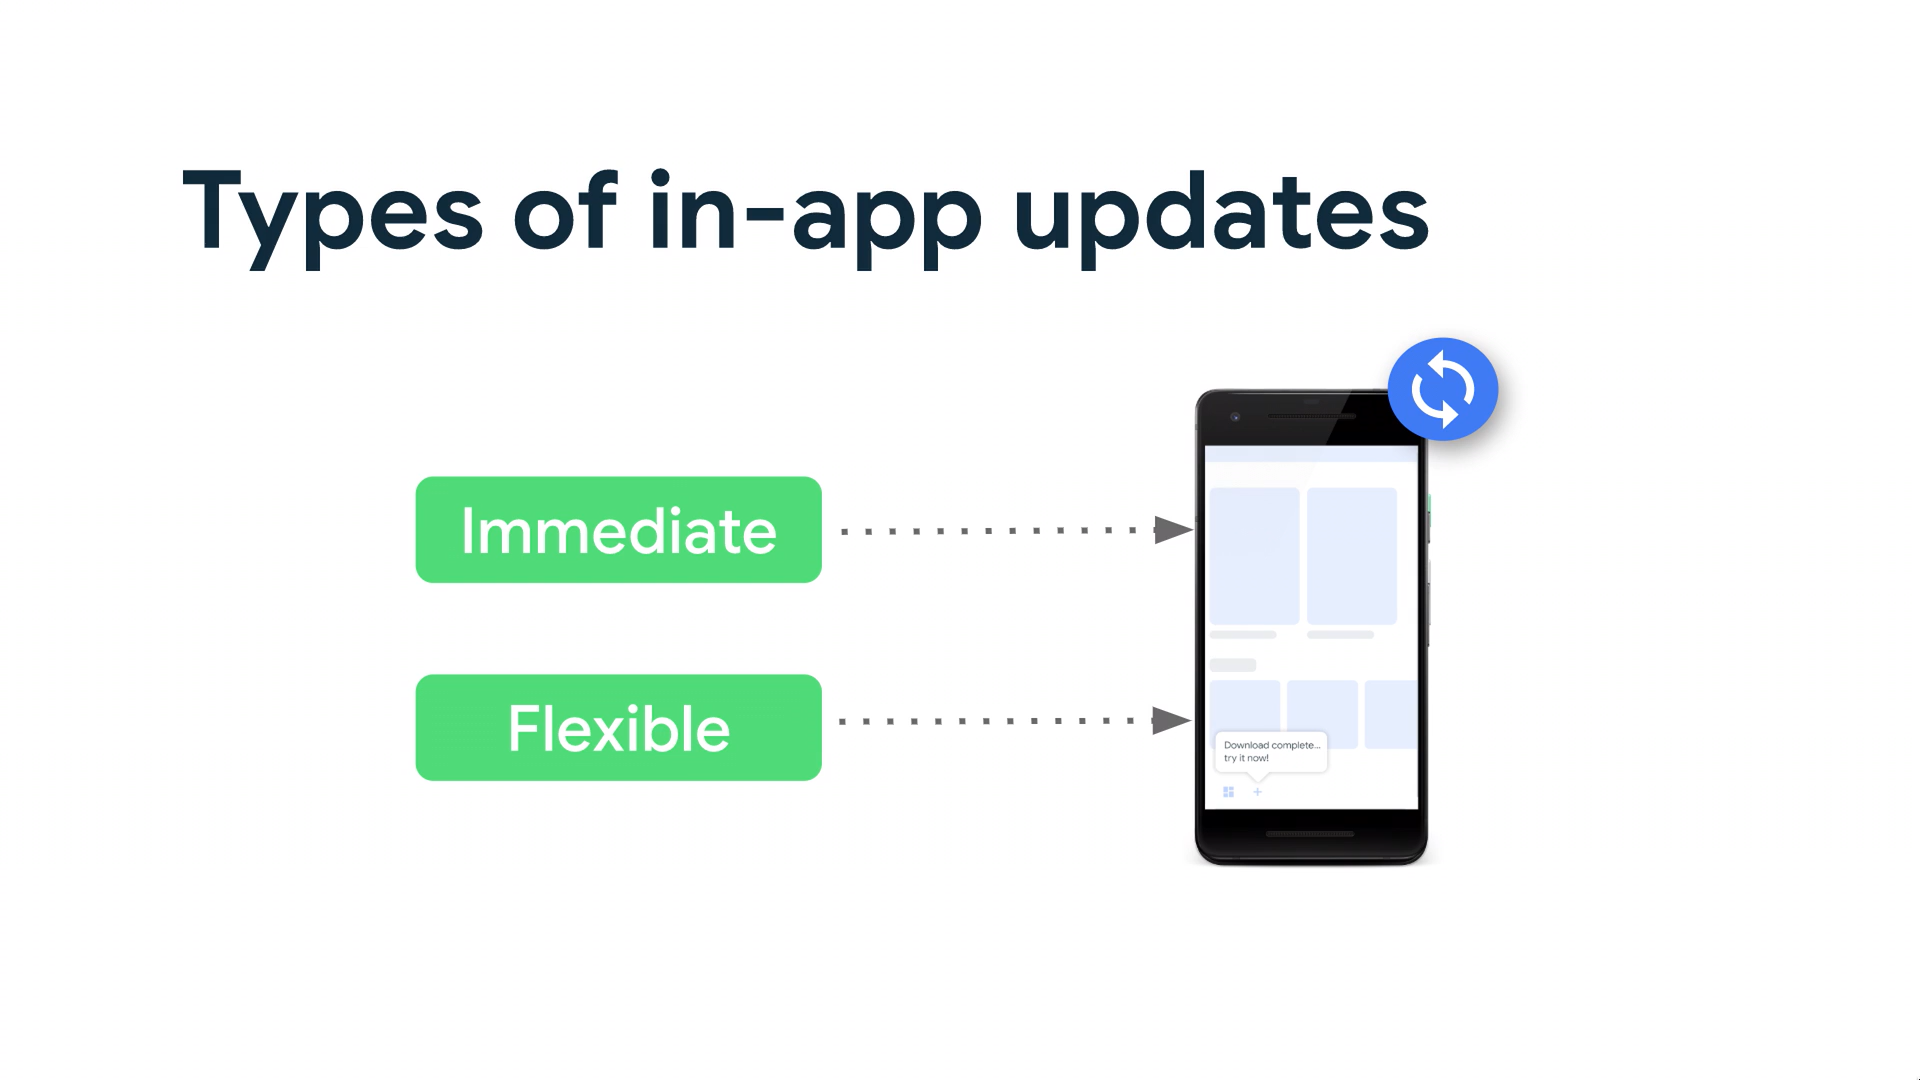 Types of in-app updates
Immediate
Flexible
Download complete...
try it now!